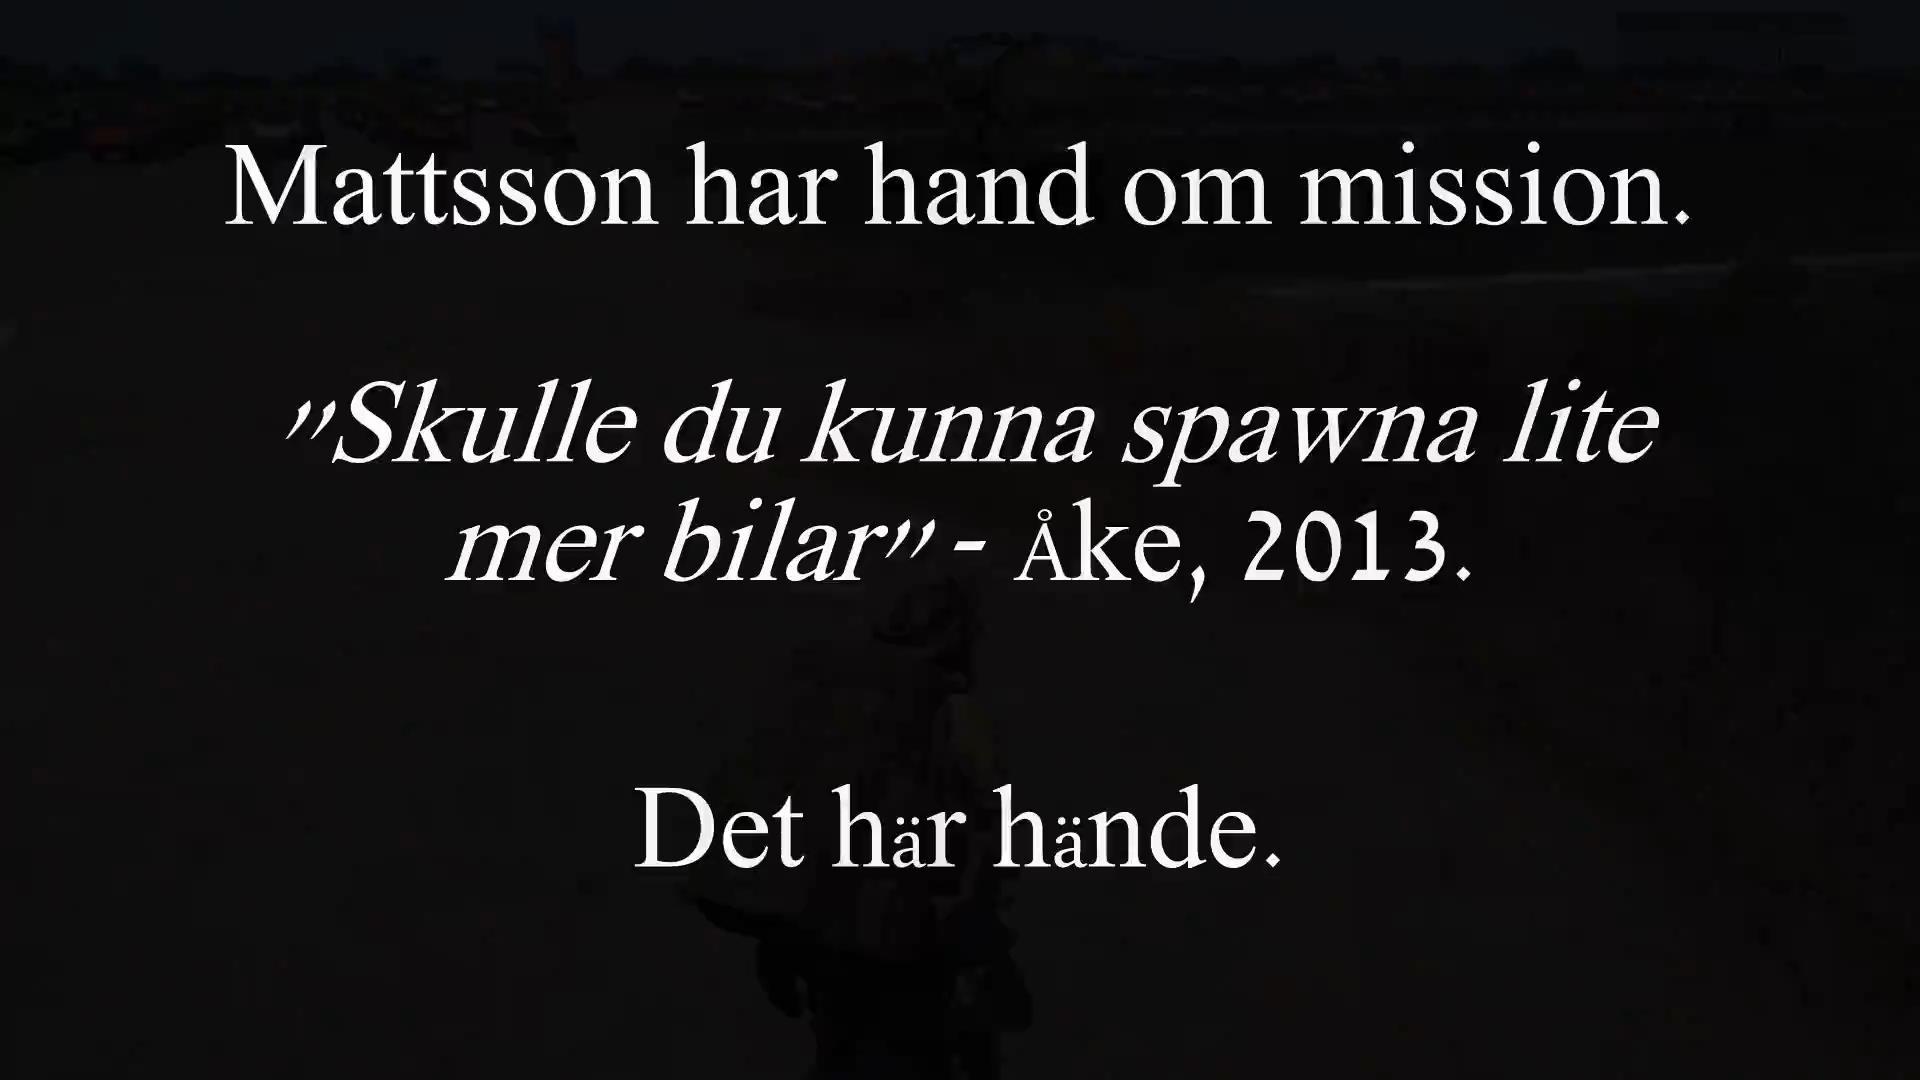 Mattsson har hand om mission.
"Skulle du kunna spawna lite
mer bilar" - Åke, 2013.
Det här hände.